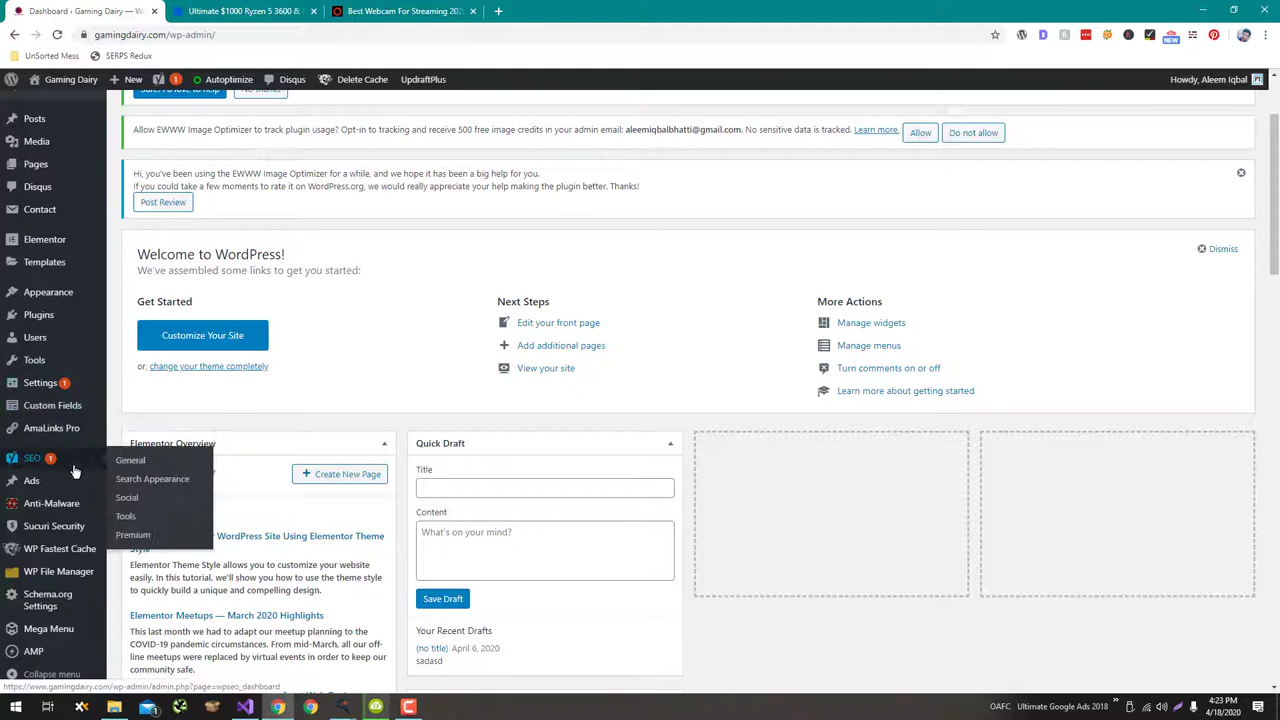 Dashboard ‹ Gaming Dairy — W
Ultimate $1000 Ryzen 5 3600 &
Best Webcam For Streaming 202
gamingdairy.com/wp-admin/
NEW
UnSorted Mess
SERPS Redux
Gaming Dairy
New
1
Autoptimize
Disqus
Delete Cache
UpdraftPlus
Howdy, Aleem Iqbal
Sure! I'd love to help
No thanks
Posts
Media
Pages
Disqus
Contact
Elementor
Templates
Appearance
Plugins
Users
Tools
Settings 1
Custom Fields
AmaLinks Pro
SEO 1
Ads
Anti-Malware
Sucuri Security
WP Fastest Cache
WP File Manager
Schema.org
Settings
Mega Menu
AMP
Collapse menu
General
Search Appearance
Social
Tools
Premium
Allow EWWW Image Optimizer to track plugin usage? Opt-in to tracking and receive 500 free image credits in your admin email: aleemiqbalbhatti@gmail.com. No sensitive data is tracked. Learn more.
Allow
Do not allow
Hi, you've been using the EWWW Image Optimizer for a while, and we hope it has been a big help for you.
If you could take a few moments to rate it on WordPress.org, we would really appreciate your help making the plugin better. Thanks!
Post Review
Welcome to WordPress!
Dismiss
We've assembled some links to get you started:
Get Started
Customize Your Site
or, change your theme completely
Next Steps
Edit your front page
Add additional pages
View your site
More Actions
Manage widgets
Manage menus
Turn comments on or off
Learn more about getting started
Elementor Overview
Create New Page
WordPress Site Using Elementor Theme
Style
Elementor Theme Style allows you to customize your website
easily. In this tutorial, we'll show you how to use the theme style
to quickly build a unique and compelling design.
Elementor Meetups — March 2020 Highlights
This last month we had to adapt our meetup planning to the
COVID-19 pandemic circumstances. From mid-March, all our off-
line meetups were replaced by virtual events in order to keep our
community safe.
Quick Draft
Title
Content
What's on your mind?
Save Draft
Your Recent Drafts
(no title) April 6, 2020
sadasd
https://www.gamingdairy.com/wp-admin/admin.php?page=wpseo_dashboard
OAFC
Ultimate Google Ads 2018
4:23 PM
4/18/2020